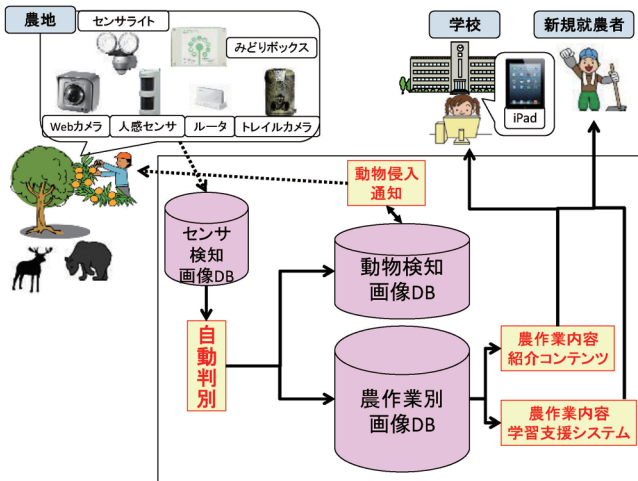 農地
センサライト
みどりボックス
Webカメラ
人感センサ
ルータ
トレイルカメラ
学校
iPad
新規就農者
動物侵入
通知
センサ
検知
画像DB
動物検知
画像DB
自動判別
農作業別
画像DB
農作業内容
紹介コンテンツ
農作業内容
学習支援システム